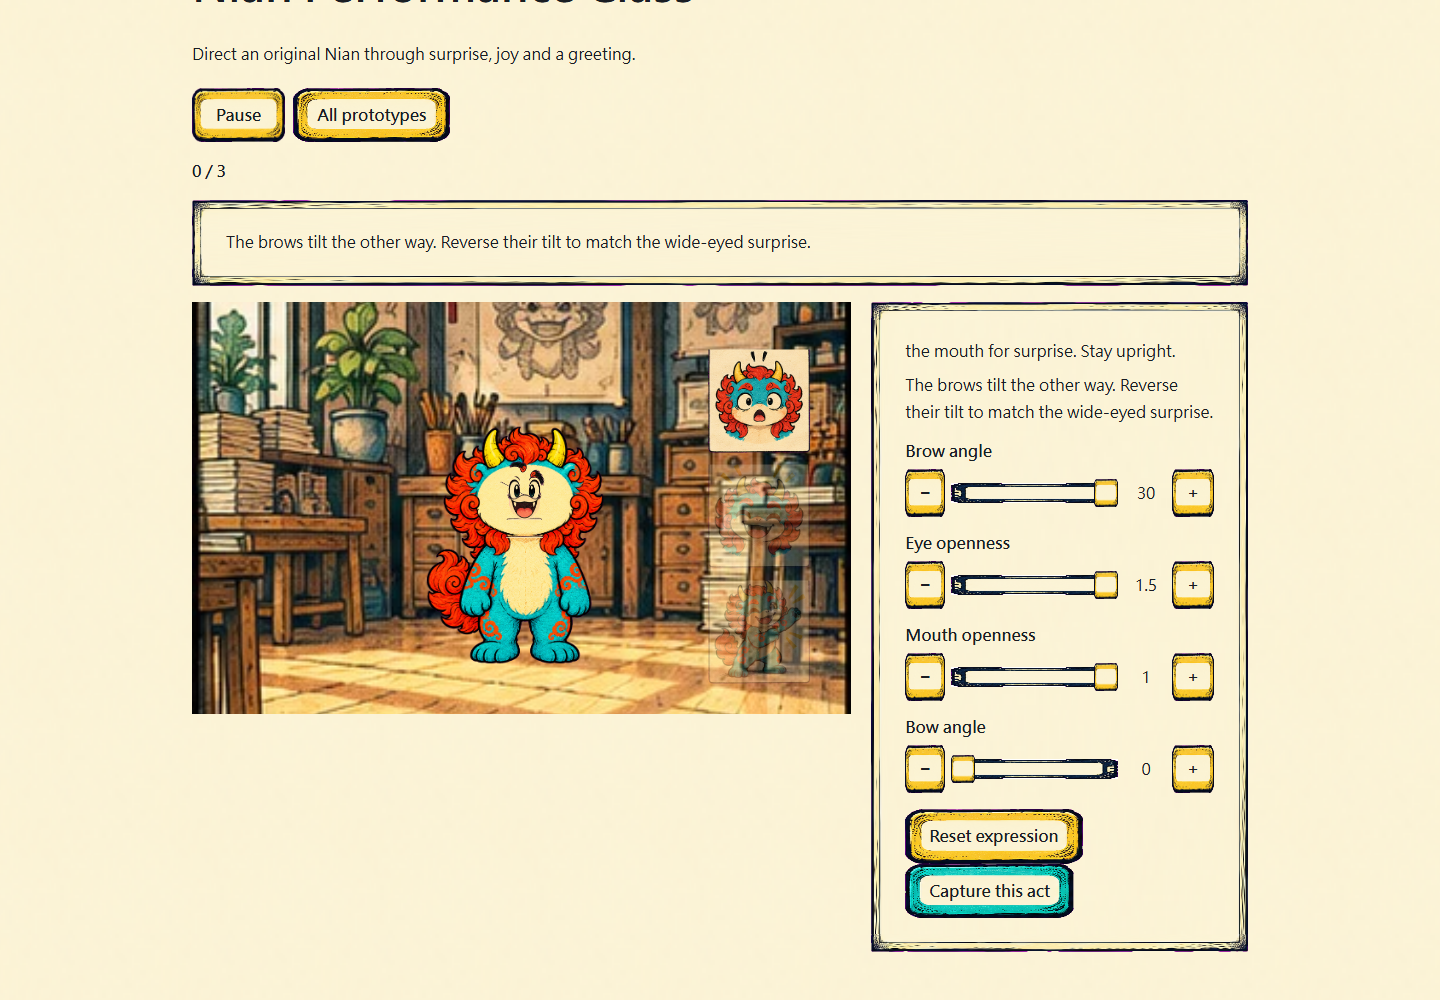 Nian Performance Class
Direct an original Nian through surprise, joy and a greeting.
Pause
All prototypes
0 / 3
The brows tilt the other way. Reverse their tilt to match the wide-eyed surprise.
the mouth for surprise. Stay upright.
The brows tilt the other way. Reverse
their tilt to match the wide-eyed surprise.
Brow angle
− 30 +
Eye openness
− 1.5 +
Mouth openness
− 1 +
Bow angle
− 0 +
Reset expression
Capture this act